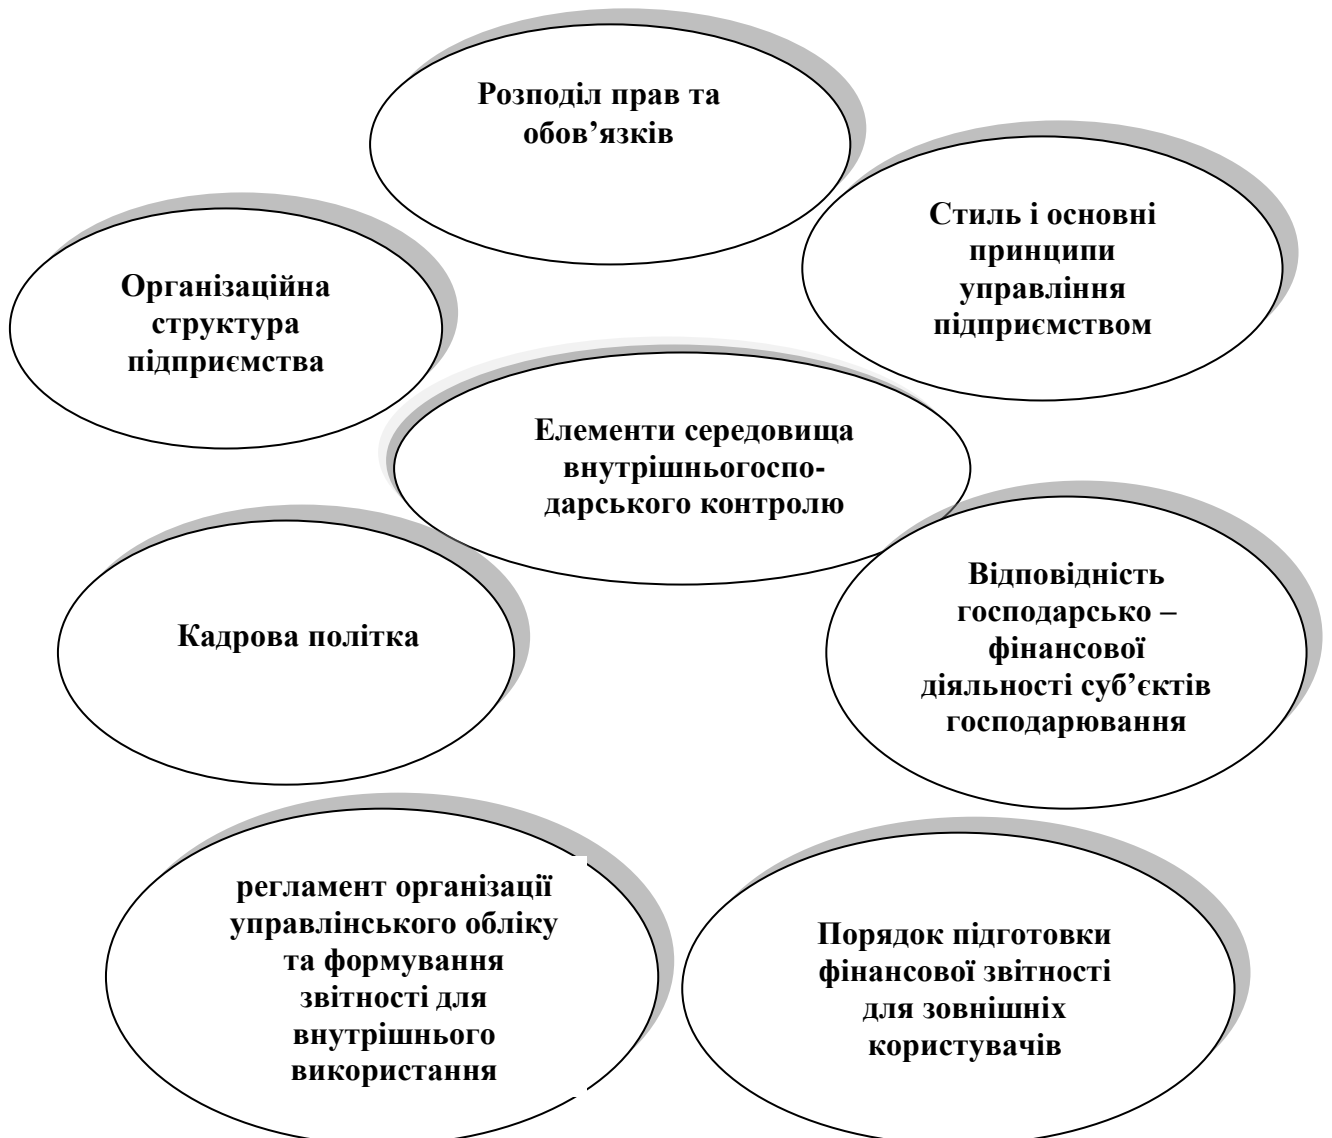 Розподіл прав та
обов’язків
Стиль і основні
принципи
управління
підприємством
Організаційна
структура
підприємства
Елементи середовища
внутрішньогоспо-
дарського контролю
Відповідність
господарсько –
фінансової
діяльності суб’єктів
господарювання
Кадрова політка
регламент організації
управлінського обліку
та формування
звітності для
внутрішнього
використання
Порядок підготовки
фінансової звітності
для зовнішніх
користувачів